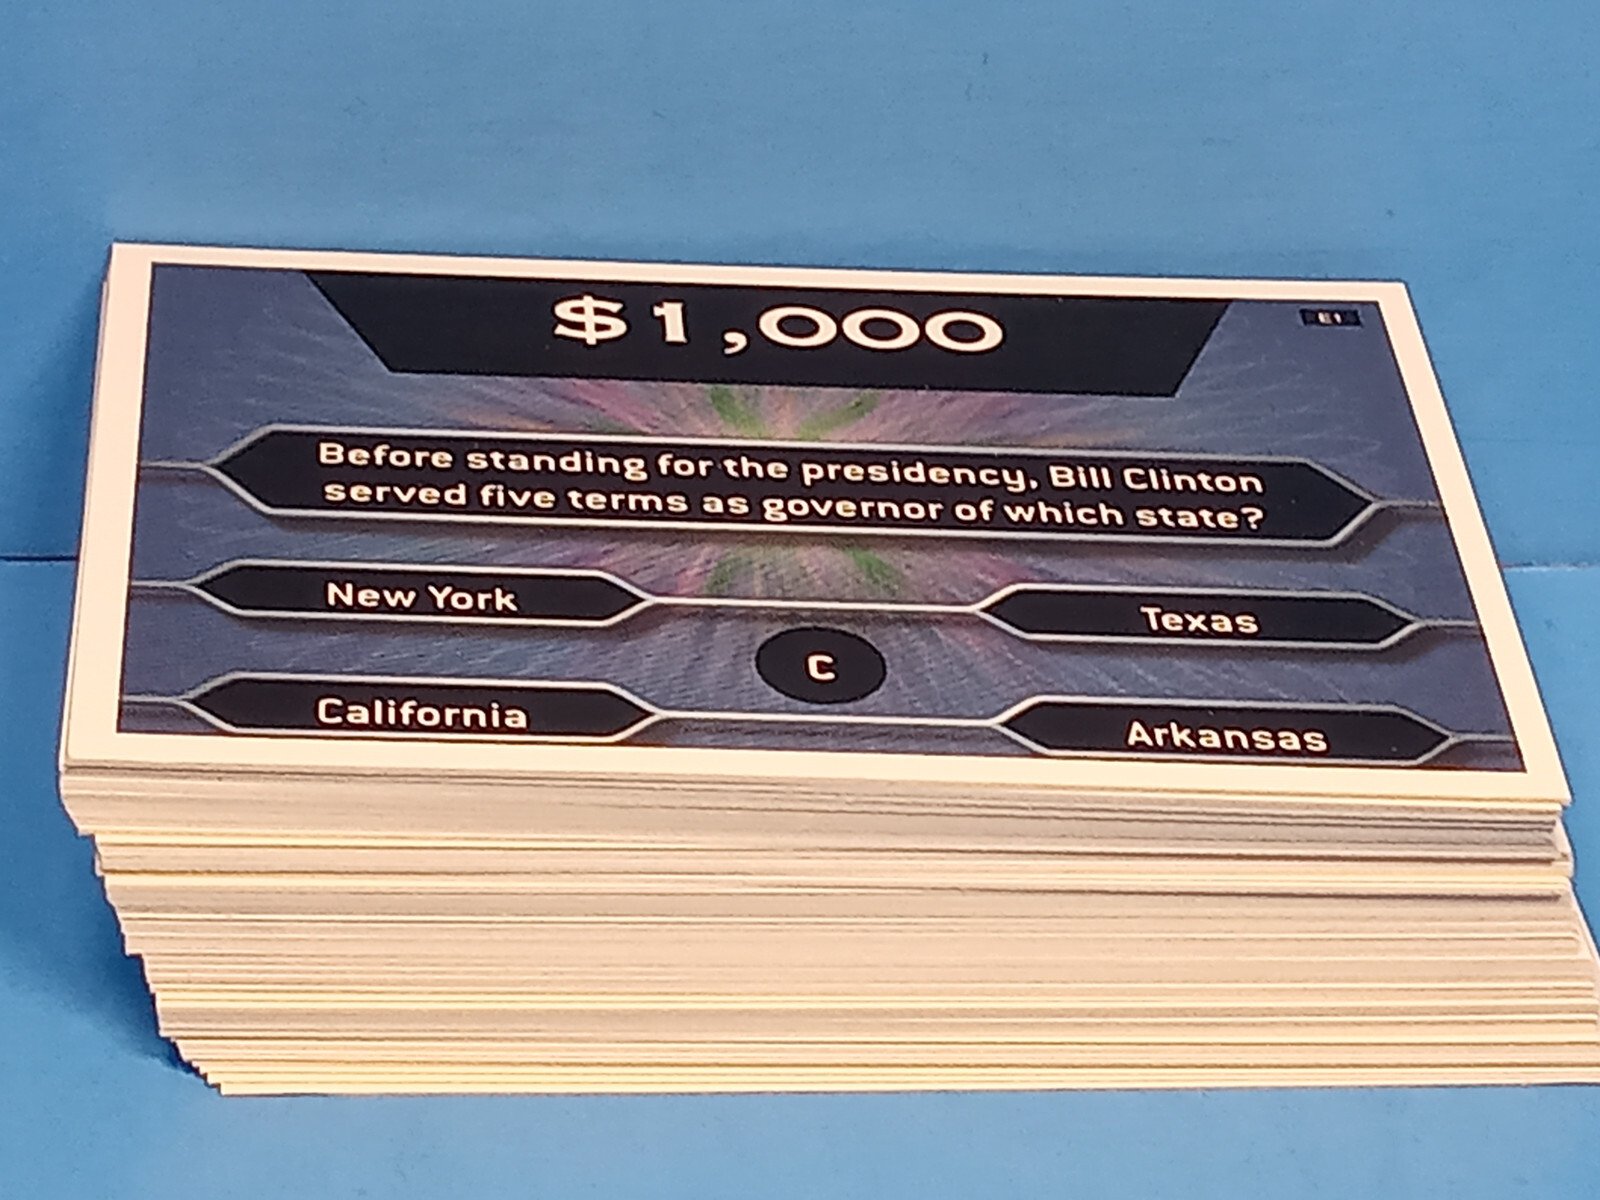 $1,000
E1
Before standing for the presidency, Bill Clinton
served five terms as governor of which state?
New York
Texas
C
California
Arkansas